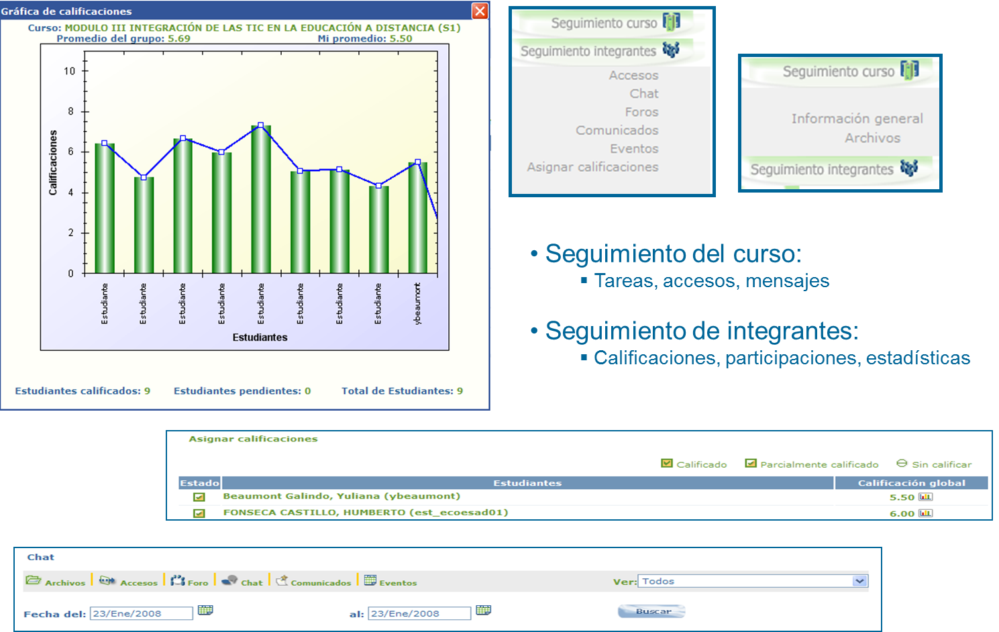 Gráfica de calificaciones
Curso: MODULO III INTEGRACIÓN DE LAS TIC EN LA EDUCACIÓN A DISTANCIA (S1)
Promedio del grupo: 5.69 Mi promedio: 5.50
10
8
6
4
2
0
Calificaciones
Estudiante
Estudiante
Estudiante
Estudiante
Estudiante
Estudiante
Estudiante
Estudiante
ybeaumont
Estudiantes
Estudiantes calificados: 9 Estudiantes pendientes: 0 Total de Estudiantes: 9
Seguimiento curso
Seguimiento integrantes
Accesos
Chat
Foros
Comunicados
Eventos
Asignar calificaciones
Seguimiento curso
Información general
Archivos
Seguimiento integrantes
• Seguimiento del curso:
▪ Tareas, accesos, mensajes
• Seguimiento de integrantes:
▪ Calificaciones, participaciones, estadísticas
Asignar calificaciones
Calificado Parcialmente calificado Sin calificar
Estado Estudiantes Calificación global
Beaumont Galindo, Yuliana (ybeaumont) 5.50
FONSECA CASTILLO, HUMBERTO (est_ecoesad01) 6.00
Chat
Archivos Accesos Foro Chat Comunicados Eventos Ver: Todos
Fecha del: 23/Ene/2008 al: 23/Ene/2008 Buscar